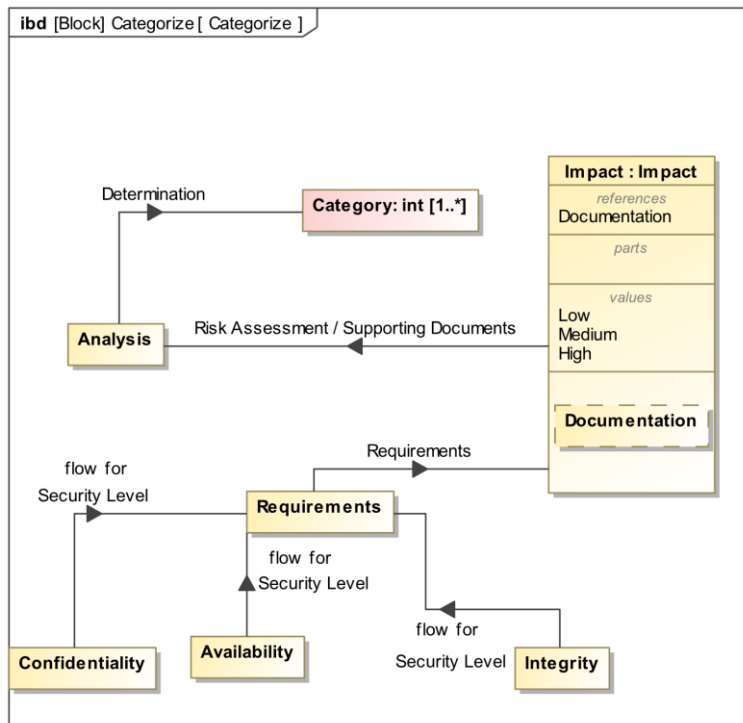 ibd [Block] Categorize [ Categorize ]
Impact : Impact
references
Documentation
parts
values
Low
Medium
High
Documentation
Determination
Category: int [1..*]
Analysis
Risk Assessment / Supporting Documents
Requirements
flow for
Security Level
Requirements
flow for
Security Level
flow for
Security Level
Confidentiality
Availability
Integrity